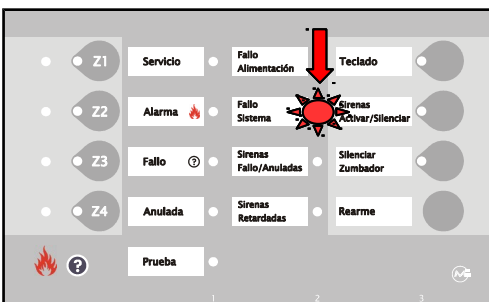 Z1
Servicio
Fallo
Alimentación
Teclado
Z2
Alarma
Fallo
Sistema
Sirenas
Activar/Silenciar
Z3
Fallo ?
Sirenas
Fallo/Anuladas
Silenciar
Zumbador
Z4
Anulada
Sirenas
Retardadas
Rearme
?
Prueba
1 2 3